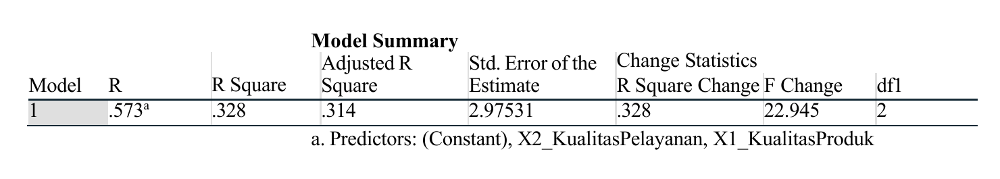 Model Summary
Model R R Square Adjusted R Square Std. Error of the Estimate Change Statistics
R Square Change F Change df1
1 .573a .328 .314 2.97531 .328 22.945 2
a. Predictors: (Constant), X2_KualitasPelayanan, X1_KualitasProduk